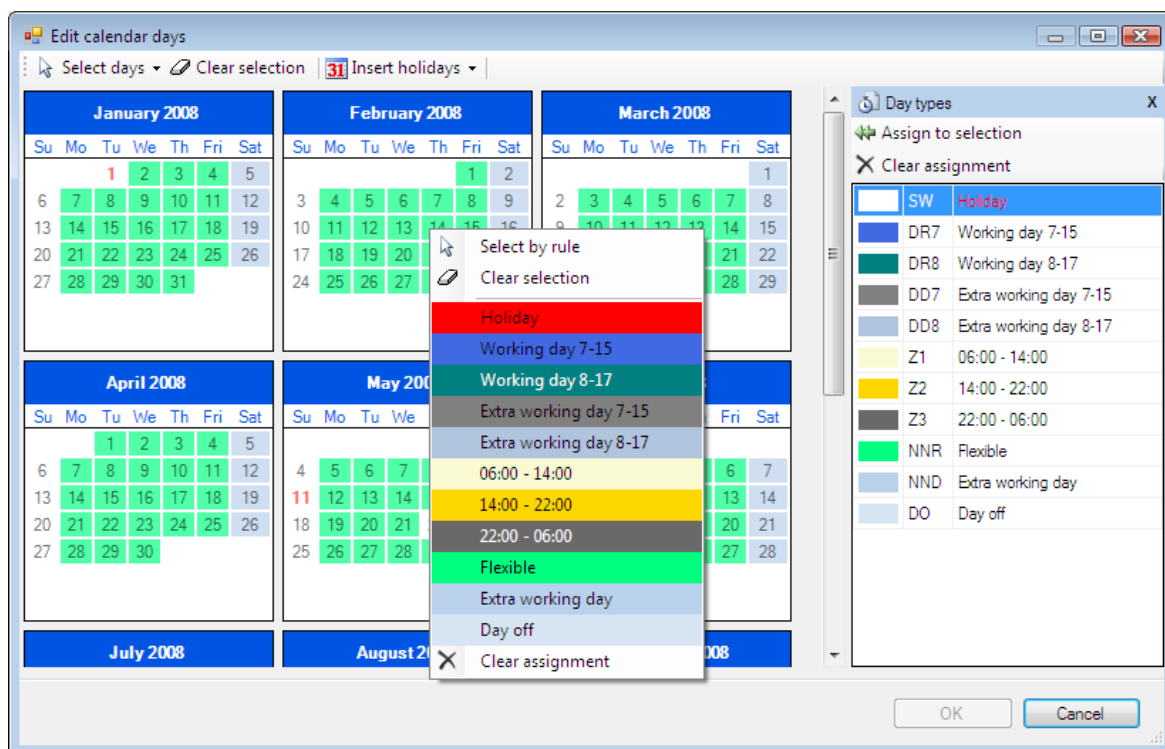 Edit calendar days
Select days Clear selection 31 Insert holidays
January 2008
Su Mo Tu We Th Fri Sat
1 2 3 4 5
6 7 8 9 10 11 12
13 14 15 16 17 18 19
20 21 22 23 24 25 26
27 28 29 30 31
February 2008
Su Mo Tu We Th Fri Sat
1 2
3 4 5 6 7 8 9
10 11 12 13 14 15 16
17 18 19 20
24 25 26 27
March 2008
Su Mo Tu We Th Fri Sat
1
2 3 4 5 6 7 8
9 10 11 12 13 14 15
21 22
28 29
April 2008
Su Mo Tu We Th Fri Sat
1 2 3 4 5
6 7 8 9 10 11 12
13 14 15 16 17 18 19
20 21 22 23 24 25 26
27 28 29 30
May 200
Su Mo Tu We
4 5 6 7
11 12 13 14
18 19 20 21
25 26 27 28
Fri Sat
6 7
13 14
20 21
27 28
July 2008
August 2
008
Select by rule
Clear selection
Holiday
Working day 7-15
Working day 8-17
Extra working day 7-15
Extra working day 8-17
06:00 - 14:00
14:00 - 22:00
22:00 - 06:00
Flexible
Extra working day
Day off
Clear assignment
Day types X
Assign to selection
Clear assignment
SW Holiday
DR7 Working day 7-15
DR8 Working day 8-17
DD7 Extra working day 7-15
DD8 Extra working day 8-17
Z1 06:00 - 14:00
Z2 14:00 - 22:00
Z3 22:00 - 06:00
NNR Flexible
NND Extra working day
DO Day off
OK Cancel